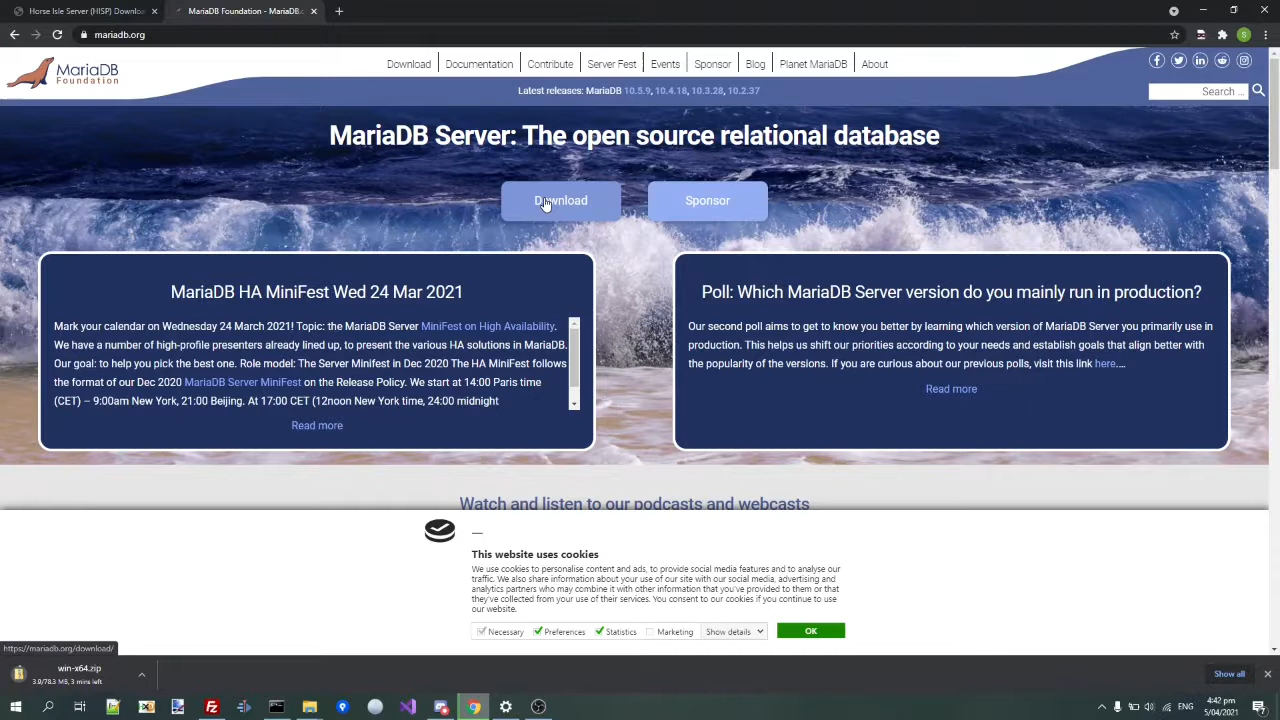 Horse Isle Server (HISP) Downloa
Downloading - MariaDB Foundation - MariaDB.
mariadb.org
S
MariaDB
Foundation
Download
Documentation
Contribute
Server Fest
Events
Sponsor
Blog
Planet MariaDB
About
Latest releases: MariaDB 10.5.9, 10.4.18, 10.3.28, 10.2.37
Search ...
MariaDB Server: The open source relational database
Download
Sponsor
MariaDB HA MiniFest Wed 24 Mar 2021
Mark your calendar on Wednesday 24 March 2021! Topic: the MariaDB Server MiniFest on High Availability.
We have a number of high-profile presenters already lined up, to present the various HA solutions in MariaDB.
Our goal: to help you pick the best one. Role model: The Server Minifest in Dec 2020 The HA MiniFest follows
the format of our Dec 2020 MariaDB Server MiniFest on the Release Policy. We start at 14:00 Paris time
(CET) – 9:00am New York, 21:00 Beijing. At 17:00 CET (12noon New York time, 24:00 midnight
Read more
Poll: Which MariaDB Server version do you mainly run in production?
Our second poll aims to get to know you better by learning which version of MariaDB Server you primarily use in
production. This helps us shift our priorities according to your needs and establish goals that align better with
the popularity of the versions. If you are curious about our previous polls, visit this link here.…
Read more
Watch and listen to our podcasts and webcasts
This website uses cookies
We use cookies to personalise content and ads, to provide social media features and to analyse our
traffic. We also share information about your use of our site with our social media, advertising and
analytics partners who may combine it with other information that you've provided to them or that
they've collected from your use of their services. You consent to our cookies if you continue to use
our website.
Necessary
Preferences
Statistics
Marketing
Show details
OK
https://mariadb.org/download/
win-x64.zip
3.9/78.3 MB, 3 mins left
Show all
ENG
4:42 pm
5/04/2021